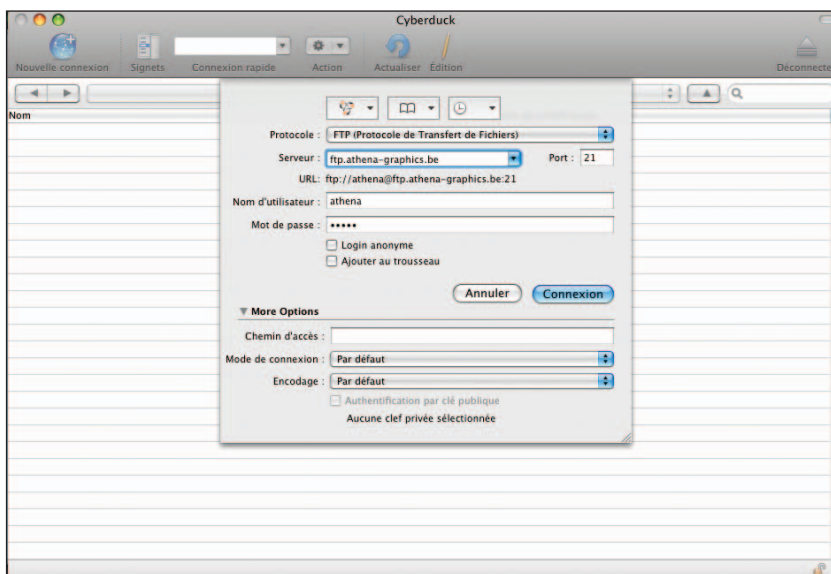 Cyberduck
Nouvelle connexion Signets Connexion rapide Action Actualiser Édition Déconnecte
Nom
Protocole : FTP (Protocole de Transfert de Fichiers)
Serveur : ftp.athena-graphics.be Port : 21
URL: ftp://athena@ftp.athena-graphics.be:21
Nom d'utilisateur : athena
Mot de passe : •••••
Login anonyme
Ajouter au trousseau
Annuler Connexion
More Options
Chemin d'accès :
Mode de connexion : Par défaut
Encodage : Par défaut
Authentification par clé publique
Aucune clef privée sélectionnée